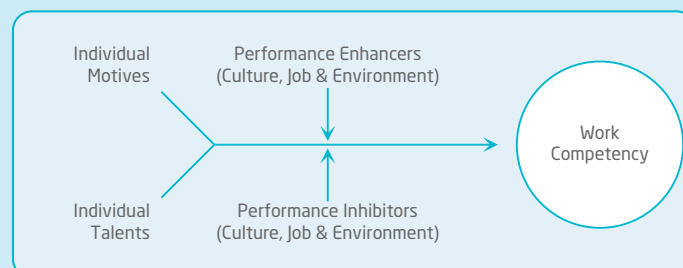 Individual
Motives
Performance Enhancers
(Culture, Job & Environment)
Work
Competency
Individual
Talents
Performance Inhibitors
(Culture, Job & Environment)